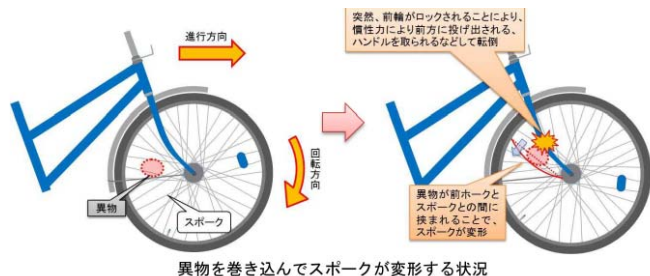 進行方向
回転方向
異物
スポーク
突然、前輪がロックされることにより、
慣性力により前方に投げ出される、
ハンドルを取られるなどして転倒
異物が前ホークと
スポークとの間に
挟まれることで、
スポークが変形
異物を巻き込んでスポークが変形する状況